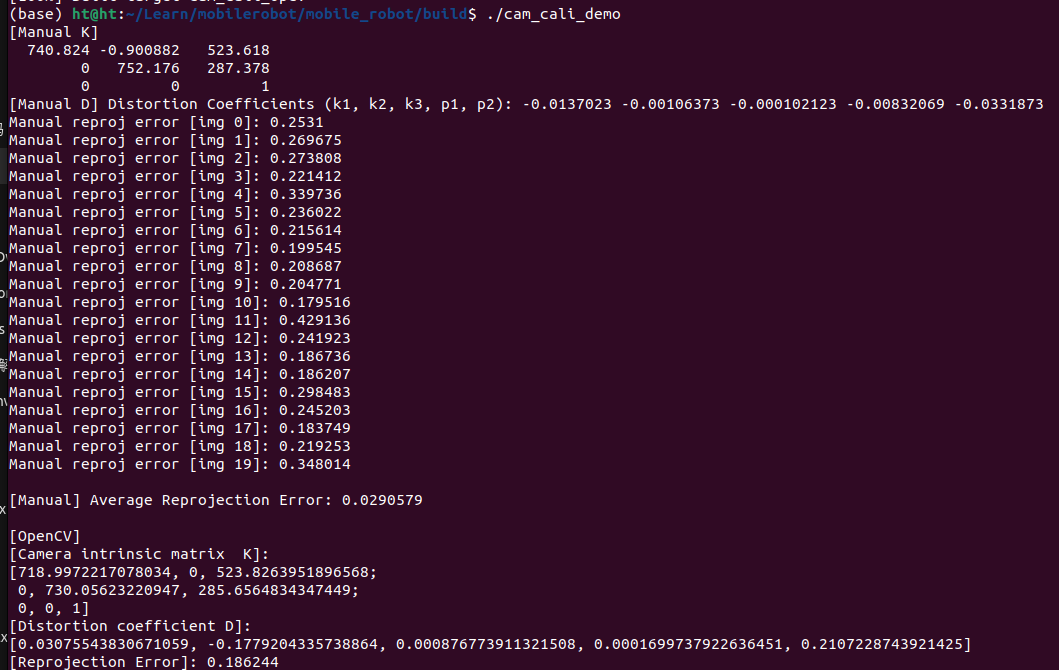 (base) ht@ht:~/Learn/mobilerobot/mobile_robot/build$ ./cam_cali_demo
[Manual K]
740.824 -0.900882 523.618
0 752.176 287.378
0 0 1
[Manual D] Distortion Coefficients (k1, k2, k3, p1, p2): -0.0137023 -0.00106373 -0.000102123 -0.00832069 -0.0331873
Manual reproj error [img 0]: 0.2531
Manual reproj error [img 1]: 0.269675
Manual reproj error [img 2]: 0.273808
Manual reproj error [img 3]: 0.221412
Manual reproj error [img 4]: 0.339736
Manual reproj error [img 5]: 0.236022
Manual reproj error [img 6]: 0.215614
Manual reproj error [img 7]: 0.199545
Manual reproj error [img 8]: 0.208687
Manual reproj error [img 9]: 0.204771
Manual reproj error [img 10]: 0.179516
Manual reproj error [img 11]: 0.429136
Manual reproj error [img 12]: 0.241923
Manual reproj error [img 13]: 0.186736
Manual reproj error [img 14]: 0.186207
Manual reproj error [img 15]: 0.298483
Manual reproj error [img 16]: 0.245203
Manual reproj error [img 17]: 0.183749
Manual reproj error [img 18]: 0.219253
Manual reproj error [img 19]: 0.348014
[Manual] Average Reprojection Error: 0.0290579
[OpenCV]
[Camera intrinsic matrix  K]:
[718.9972217078034, 0, 523.8263951896568;
0, 730.05623220947, 285.6564834347449;
0, 0, 1]
[Distortion coefficient D]:
[0.03075543830671059, -0.1779204335738864, 0.000876773911321508, 0.0001699737922636451, 0.2107228743921425]
[Reprojection Error]: 0.186244